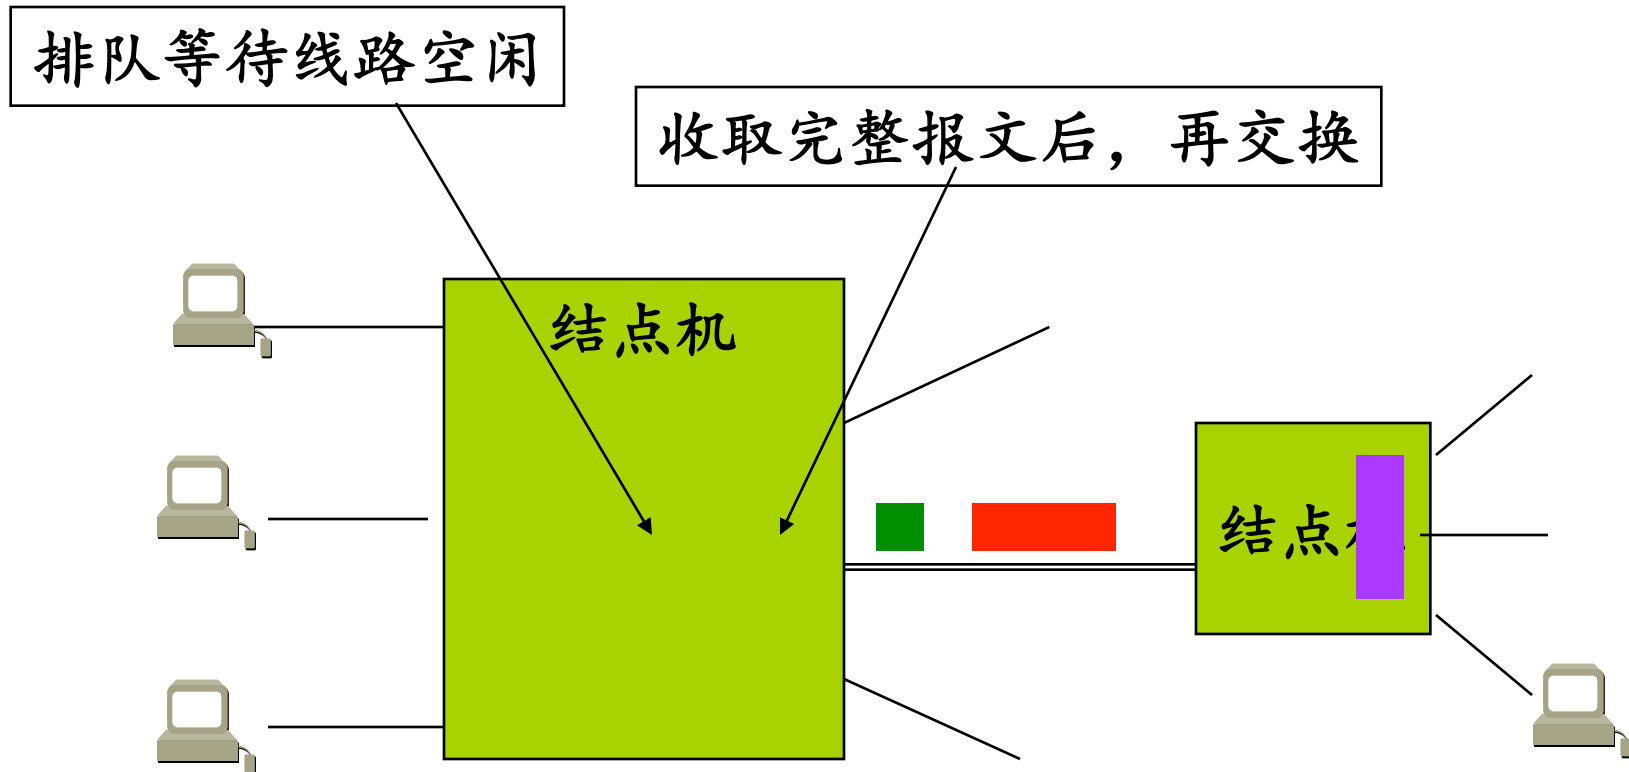 排队等待线路空闲
收取完整报文后，再交换
结点机
结点